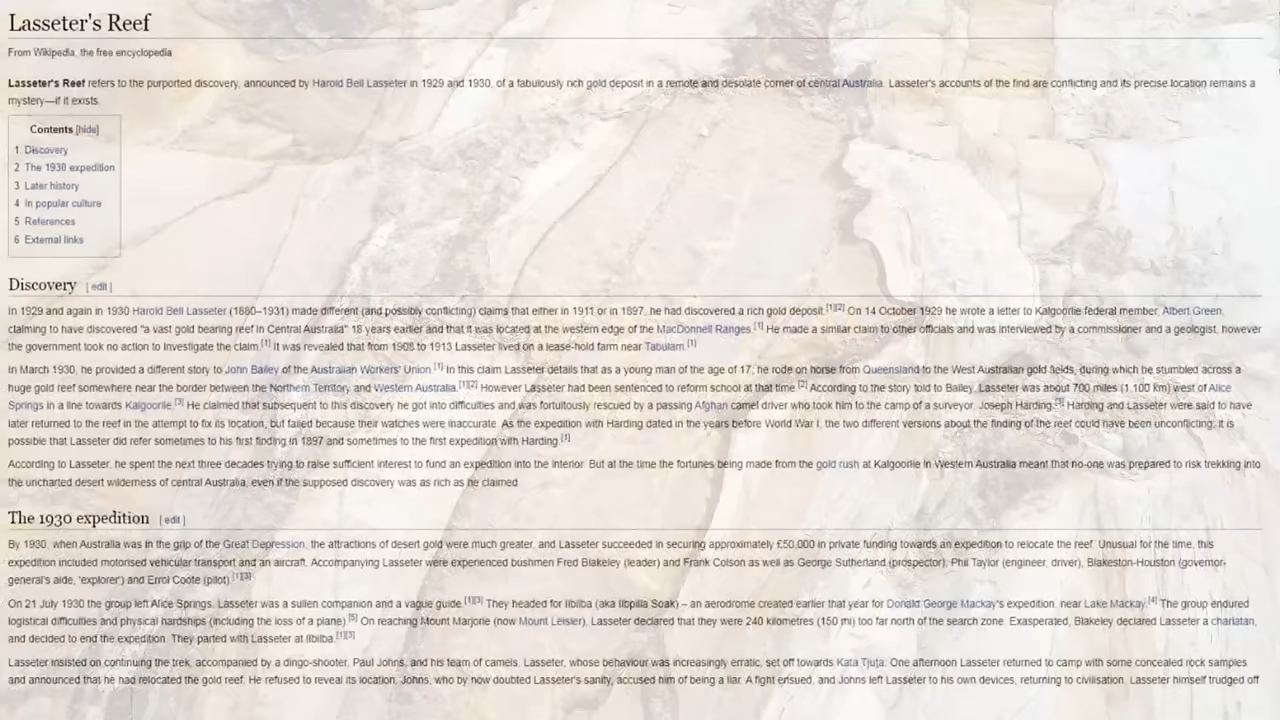 Lasseter's Reef
From Wikipedia, the free encyclopedia
Lasseter's Reef refers to the purported discovery, announced by Harold Bell Lasseter in 1929 and 1930, of a fabulously rich gold deposit in a remote and desolate corner of central Australia. Lasseter's accounts of the find are conflicting and its precise location remains a
mystery—if it exists.
Contents [hide]
1 Discovery
2 The 1930 expedition
3 Later history
4 In popular culture
5 References
6 External links
Discovery [ edit ]
In 1929 and again in 1930 Harold Bell Lasseter (1880–1931) made different (and possibly conflicting) claims that either in 1911 or in 1897, he had discovered a rich gold deposit.[1][2] On 14 October 1929 he wrote a letter to Kalgoorlie federal member, Albert Green,
claiming to have discovered "a vast gold bearing reef in Central Australia" 18 years earlier and that it was located at the western edge of the MacDonnell Ranges.[1] He made a similar claim to other officials and was interviewed by a commissioner and a geologist, however
the government took no action to investigate the claim.[1] It was revealed that from 1908 to 1913 Lasseter lived on a lease-hold farm near Tabulam.[1]
In March 1930, he provided a different story to John Bailey of the Australian Workers' Union.[1] In this claim Lasseter details that as a young man of the age of 17, he rode on horse from Queensland to the West Australian gold fields, during which he stumbled across a
huge gold reef somewhere near the border between the Northern Territory and Western Australia.[1][2] However Lasseter had been sentenced to reform school at that time.[2] According to the story told to Bailey, Lasseter was about 700 miles (1,100 km) west of Alice
Springs in a line towards Kalgoorlie.[3] He claimed that subsequent to this discovery he got into difficulties and was fortuitously rescued by a passing Afghan camel driver who took him to the camp of a surveyor, Joseph Harding.[3] Harding and Lasseter were said to have
later returned to the reef in the attempt to fix its location, but failed because their watches were inaccurate. As the expedition with Harding dated in the years before World War I, the two different versions about the finding of the reef could have been unconflicting; it is
possible that Lasseter did refer sometimes to his first finding in 1897 and sometimes to the first expedition with Harding.[1]
According to Lasseter, he spent the next three decades trying to raise sufficient interest to fund an expedition into the interior. But at the time the fortunes being made from the gold rush at Kalgoorlie in Western Australia meant that no-one was prepared to risk trekking into
the uncharted desert wilderness of central Australia, even if the supposed discovery was as rich as he claimed.
The 1930 expedition [ edit ]
By 1930, when Australia was in the grip of the Great Depression, the attractions of desert gold were much greater, and Lasseter succeeded in securing approximately £50,000 in private funding towards an expedition to relocate the reef. Unusual for the time, this
expedition included motorised vehicular transport and an aircraft. Accompanying Lasseter were experienced bushmen Fred Blakeley (leader) and Frank Colson as well as George Sutherland (prospector), Phil Taylor (engineer, driver), Blakeston-Houston (governor-
general's aide, 'explorer') and Errol Coote (pilot).[1][3]
On 21 July 1930 the group left Alice Springs. Lasseter was a sullen companion and a vague guide.[1][3] They headed for Ilbilba (aka Ilbpilla Soak) – an aerodrome created earlier that year for Donald George Mackay's expedition, near Lake Mackay.[4] The group endured
logistical difficulties and physical hardships (including the loss of a plane).[5] On reaching Mount Marjorie (now Mount Leisler), Lasseter declared that they were 240 kilometres (150 mi) too far north of the search zone. Exasperated, Blakeley declared Lasseter a charlatan,
and decided to end the expedition. They parted with Lasseter at Ilbilba.[1][3]
Lasseter insisted on continuing the trek, accompanied by a dingo-shooter, Paul Johns, and his team of camels. Lasseter, whose behaviour was increasingly erratic, set off towards Kata Tjuta. One afternoon Lasseter returned to camp with some concealed rock samples
and announced that he had relocated the gold reef. He refused to reveal its location. Johns, who by now doubted Lasseter's sanity, accused him of being a liar. A fight ensued, and Johns left Lasseter to his own devices, returning to civilisation. Lasseter himself trudged off